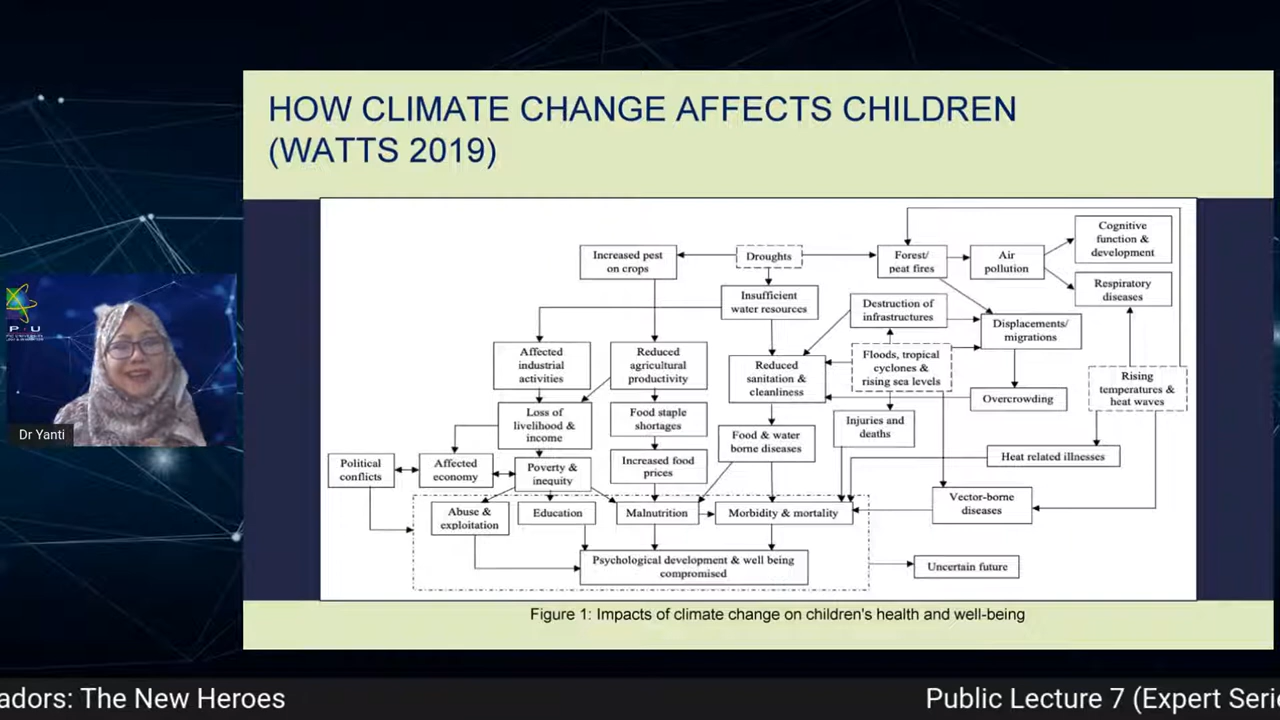 HOW CLIMATE CHANGE AFFECTS CHILDREN
(WATTS 2019)
Cognitive
function &
development
Increased pest
on crops
Droughts
Forest/
peat fires
Air
pollution
Respiratory
diseases
Insufficient
water resources
Destruction of
infrastructures
Displacements/
migrations
Affected
industrial
activities
Reduced
agricultural
productivity
Reduced
sanitation &
cleanliness
Floods, tropical
cyclones &
rising sea levels
Rising
temperatures &
heat waves
Overcrowding
Loss of
livelihood &
income
Food staple
shortages
Food & water
borne diseases
Injuries and
deaths
Heat related illnesses
Political
conflicts
Affected
economy
Poverty &
inequity
Increased food
prices
Vector-borne
diseases
Abuse &
exploitation
Education
Malnutrition
Morbidity & mortality
Psychological development & well being
compromised
Uncertain future
Figure 1: Impacts of climate change on children's health and well-being
P U
Dr Yanti
adors: The New Heroes
Public Lecture 7 (Expert Serie